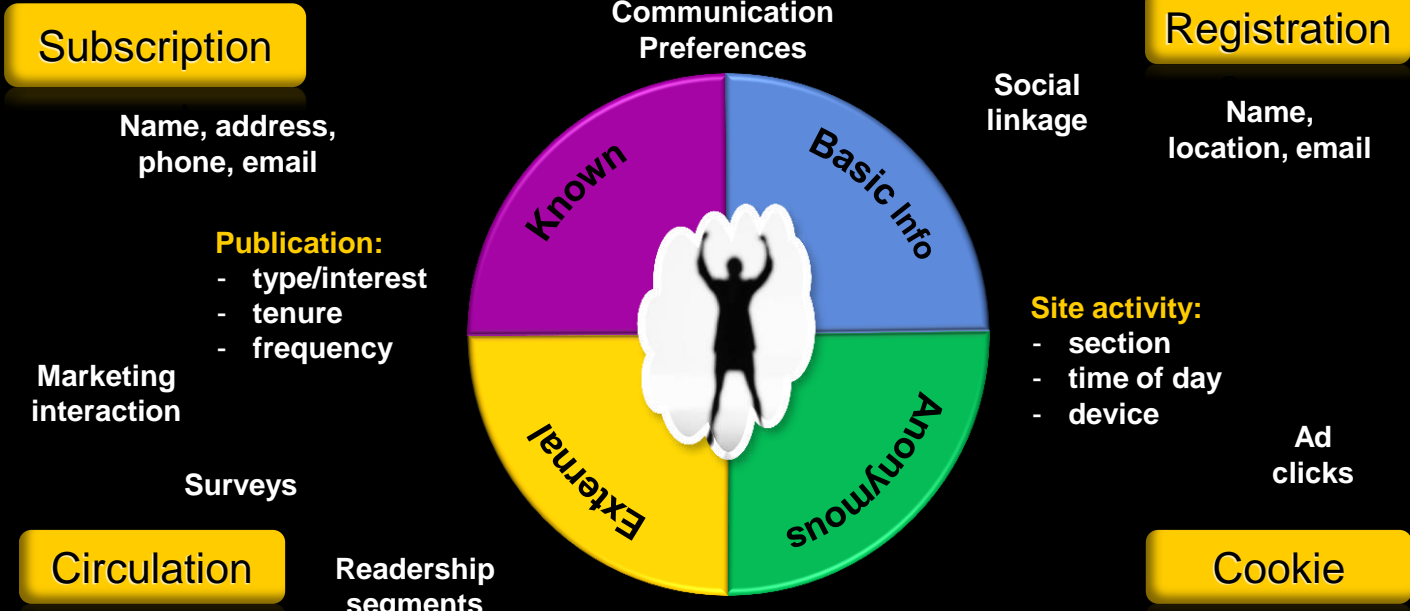 Communication
Preferences
Subscription
Registration
Name, address,
phone, email
Social
linkage
Name,
location, email
Known
Basic Info
Publication:
- type/interest
- tenure
- frequency
Site activity:
- section
- time of day
- device
Marketing
interaction
Surveys
External
Anonymous
Ad
clicks
Circulation
Readership
segments
Cookie